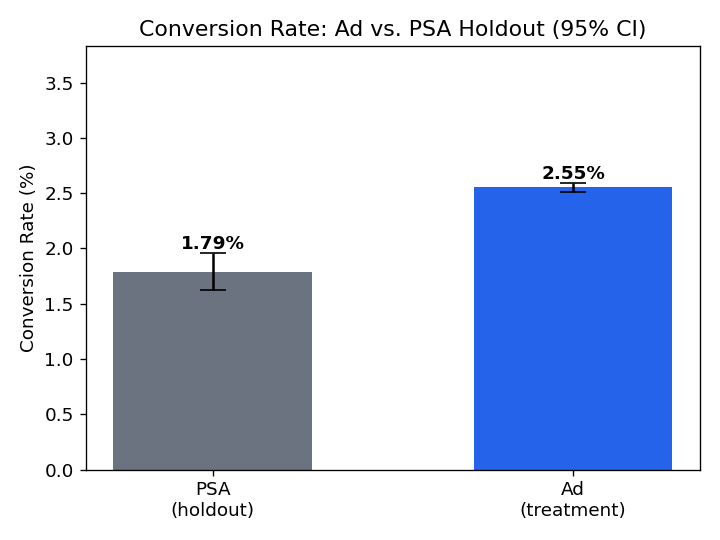 Conversion Rate: Ad vs. PSA Holdout (95% CI)
Conversion Rate (%)
3.5
3.0
2.5
2.0
1.5
1.0
0.5
0.0
1.79%
2.55%
PSA
(holdout)
Ad
(treatment)